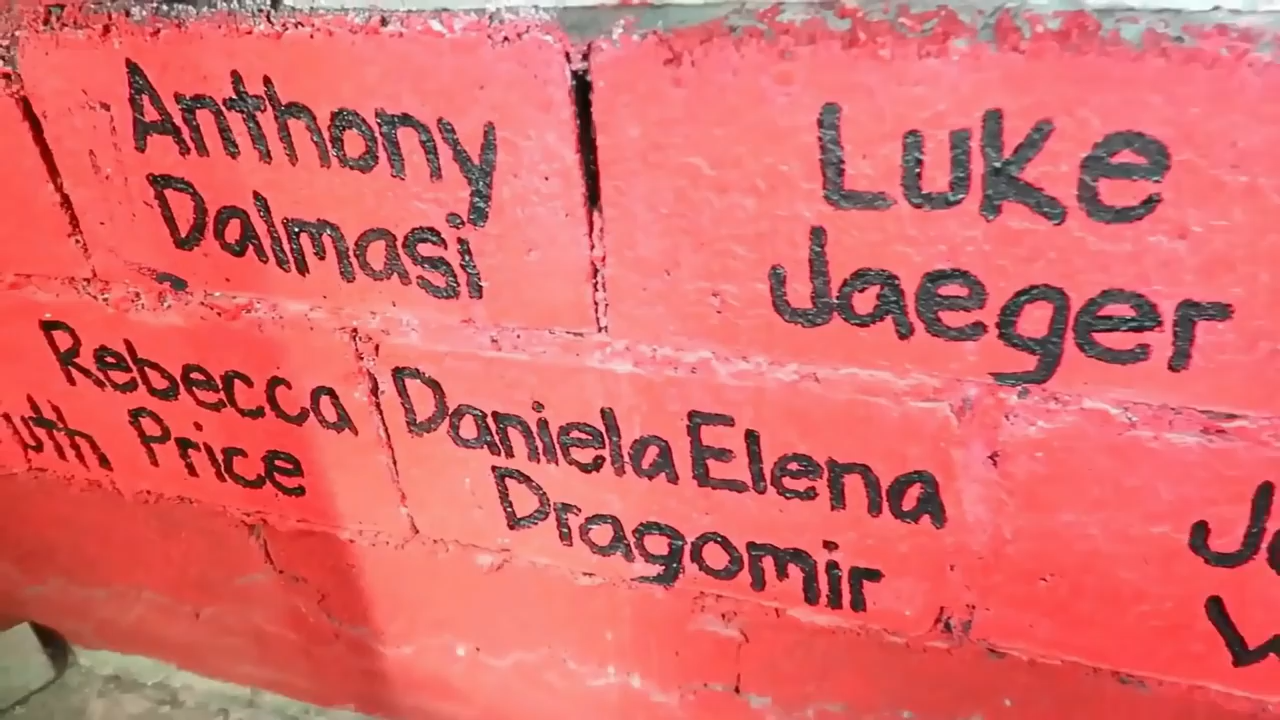 Anthony
Dalmasi
Luke
Jaeger
Rebecca
Price
Daniela Elena
Dragomir